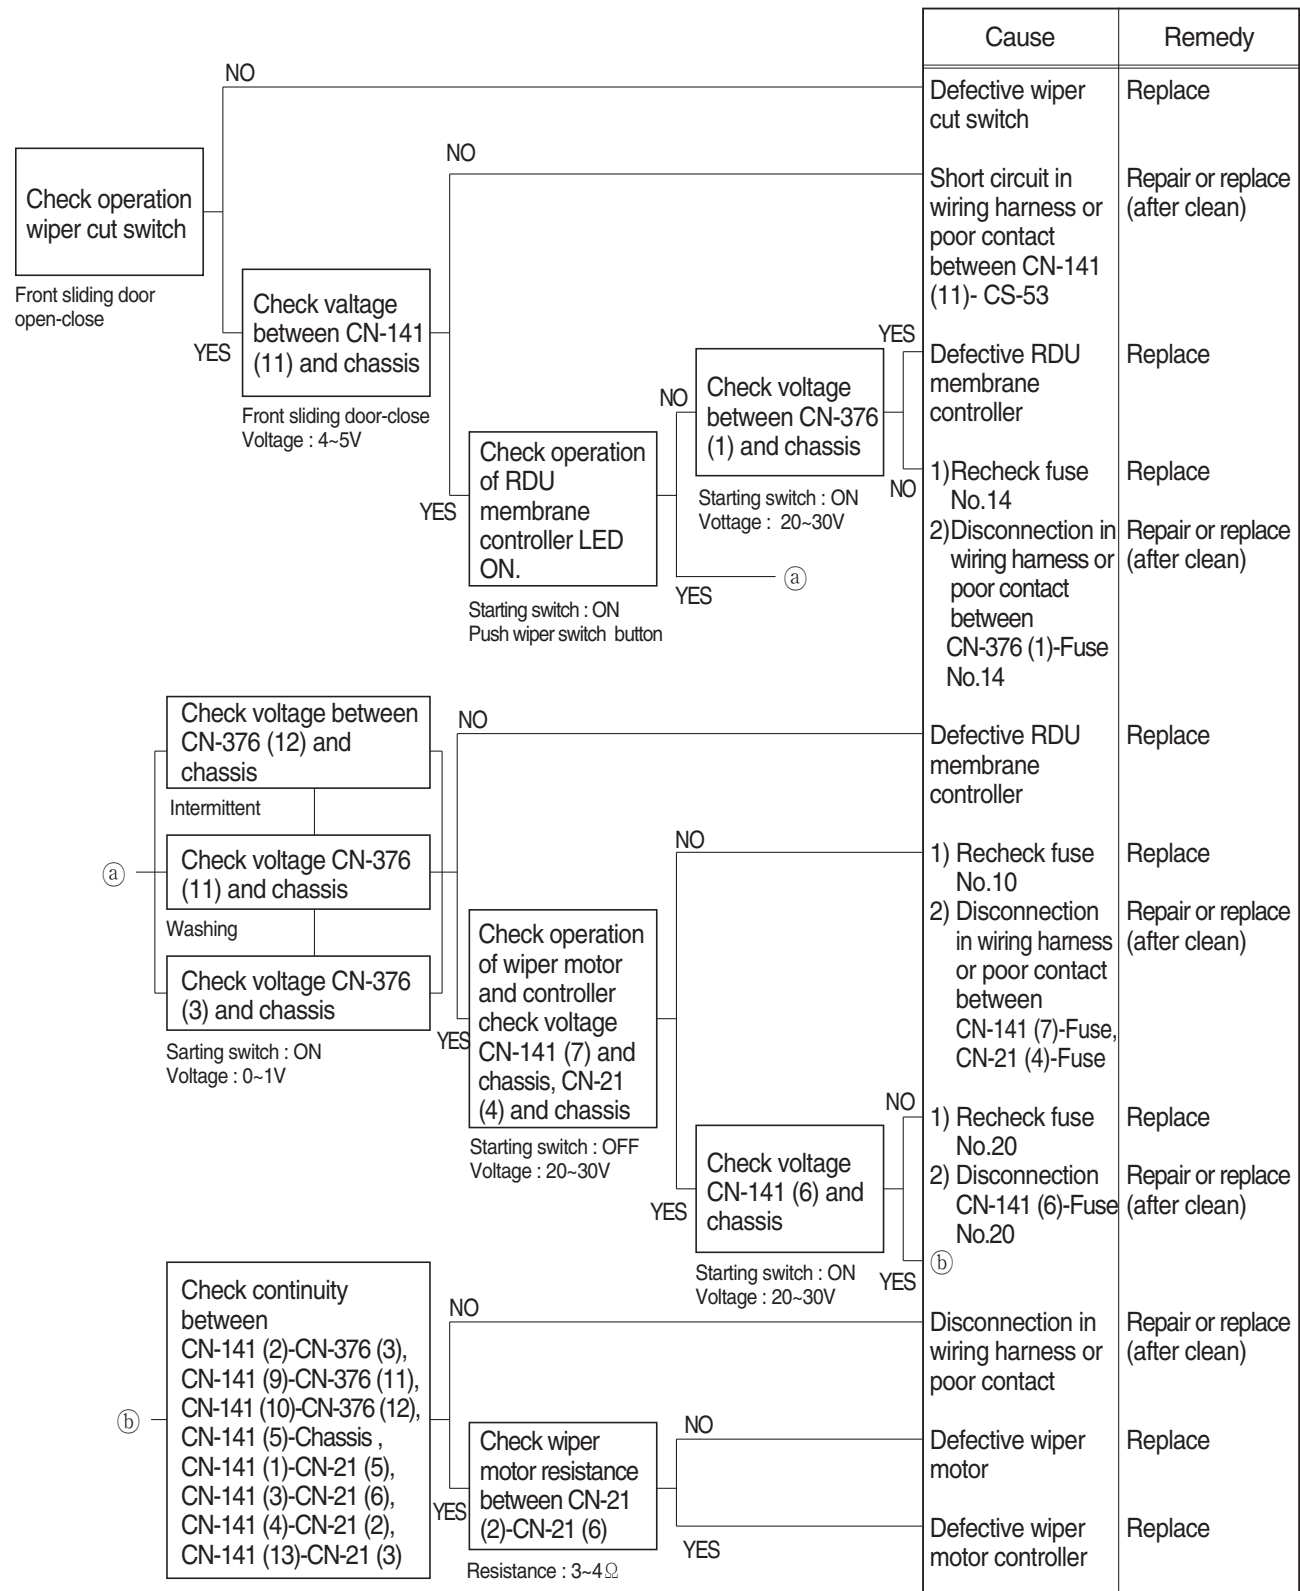 Cause
Remedy
NO
Defective wiper
cut switch
Replace
Check operation
wiper cut switch
Front sliding door
open-close
NO
Short circuit in
wiring harness or
poor contact
between CN-141
(11)- CS-53
Repair or replace
(after clean)
YES
Check valtage
between CN-141
(11) and chassis
Front sliding door-close
Voltage : 4~5V
YES
Check operation
of RDU
membrane
controller LED
ON.
Starting switch : ON
Push wiper switch button
NO
Check voltage
between CN-376
(1) and chassis
Starting switch : ON
Vottage : 20~30V
YES
Defective RDU
membrane
controller
Replace
NO
1)Recheck fuse
No.14
Replace
2)Disconnection in
wiring harness or
poor contact
between
CN-376 (1)-Fuse
No.14
Repair or replace
(after clean)
YES
ⓐ
ⓐ
Check voltage between
CN-376 (12) and
chassis
Intermittent
Check voltage CN-376
(11) and chassis
Washing
Check voltage CN-376
(3) and chassis
Sarting switch : ON
Voltage : 0~1V
NO
Defective RDU
membrane
controller
Replace
YES
Check operation
of wiper motor
and controller
check voltage
CN-141 (7) and
chassis, CN-21
(4) and chassis
Starting switch : OFF
Voltage : 20~30V
NO
1) Recheck fuse
No.10
Replace
2) Disconnection
in wiring harness
or poor contact
between
CN-141 (7)-Fuse,
CN-21 (4)-Fuse
Repair or replace
(after clean)
YES
Check voltage
CN-141 (6) and
chassis
Starting switch : ON
Voltage : 20~30V
NO
1) Recheck fuse
No.20
Replace
2) Disconnection
CN-141 (6)-Fuse
No.20
Repair or replace
(after clean)
YES
ⓑ
ⓑ
Check continuity
between
CN-141 (2)-CN-376 (3),
CN-141 (9)-CN-376 (11),
CN-141 (10)-CN-376 (12),
CN-141 (5)-Chassis ,
CN-141 (1)-CN-21 (5),
CN-141 (3)-CN-21 (6),
CN-141 (4)-CN-21 (2),
CN-141 (13)-CN-21 (3)
NO
Disconnection in
wiring harness or
poor contact
Repair or replace
(after clean)
YES
Check wiper
motor resistance
between CN-21
(2)-CN-21 (6)
Resistance : 3~4Ω
NO
Defective wiper
motor
Replace
YES
Defective wiper
motor controller
Replace